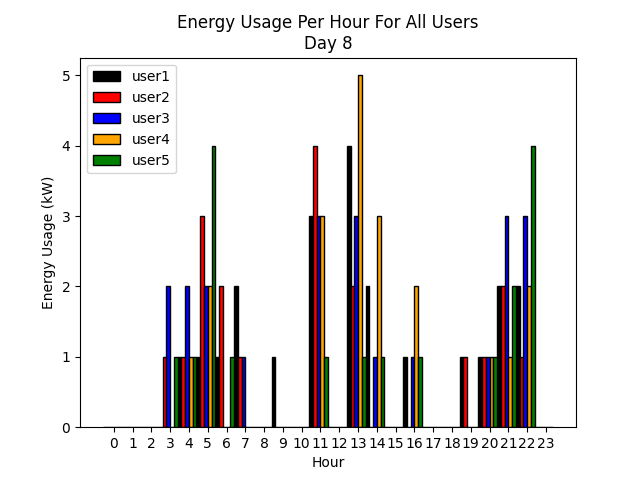 Energy Usage Per Hour For All Users
Day 8
user1
user2
user3
user4
user5
Energy Usage (kW)
5
4
3
2
1
0
0 1 2 3 4 5 6 7 8 9 10 11 12 13 14 15 16 17 18 19 20 21 22 23
Hour